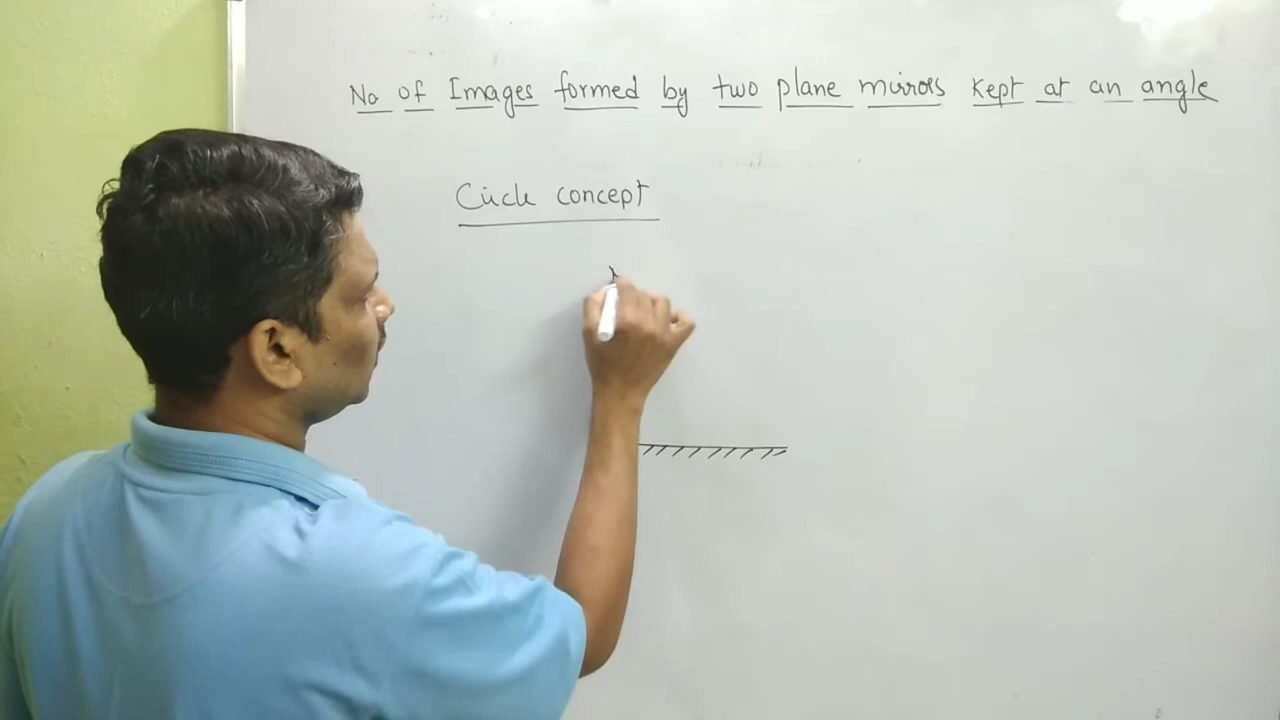 No of Images formed by two plane mirrors kept at an angle
Circle concept